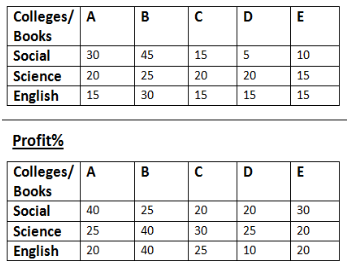 Colleges/ Books A B C D E
Social 30 45 15 5 10
Science 20 25 20 20 15
English 15 30 15 15 15
Profit%
Colleges/ Books A B C D E
Social 40 25 20 20 30
Science 25 40 30 25 20
English 20 40 25 10 20